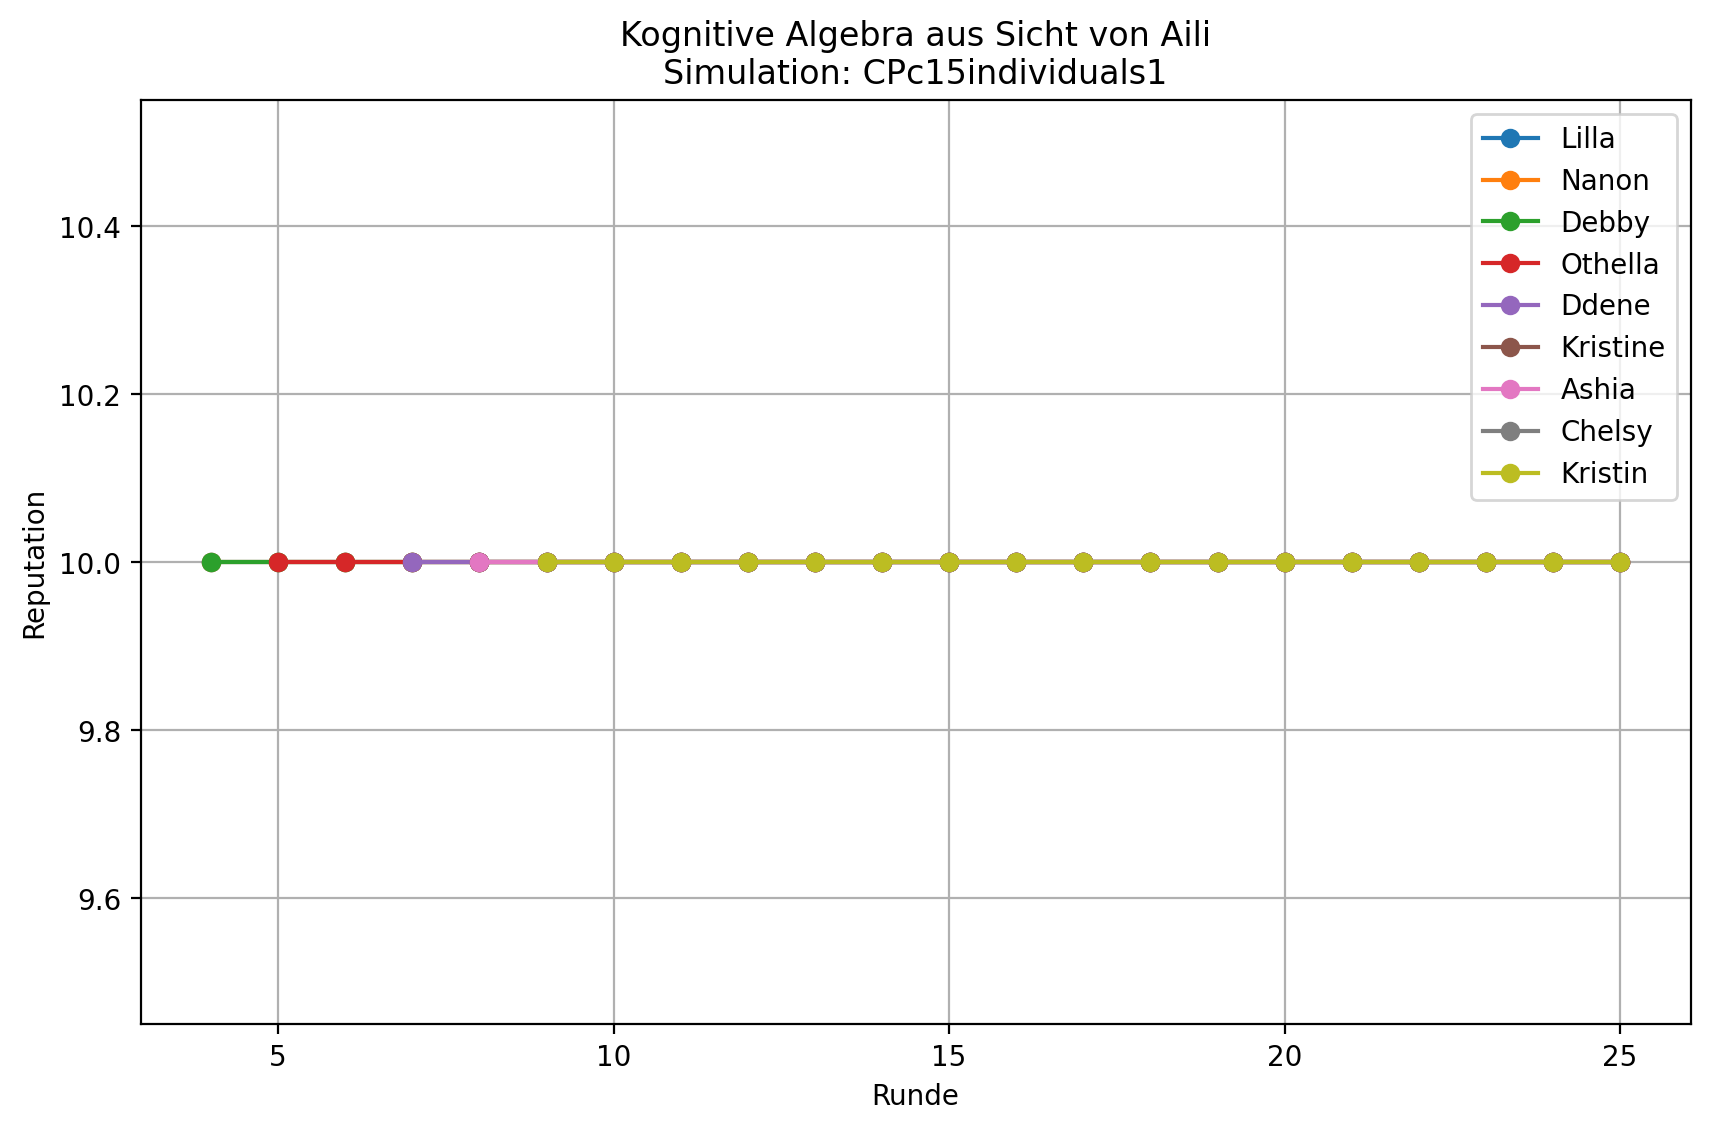 Kognitive Algebra aus Sicht von Aili
Simulation: CPc15individuals1
Lilla
Nanon
Debby
Othella
Ddene
Kristine
Ashia
Chelsy
Kristin
Reputation
10.4
10.2
10.0
9.8
9.6
5 10 15 20 25
Runde